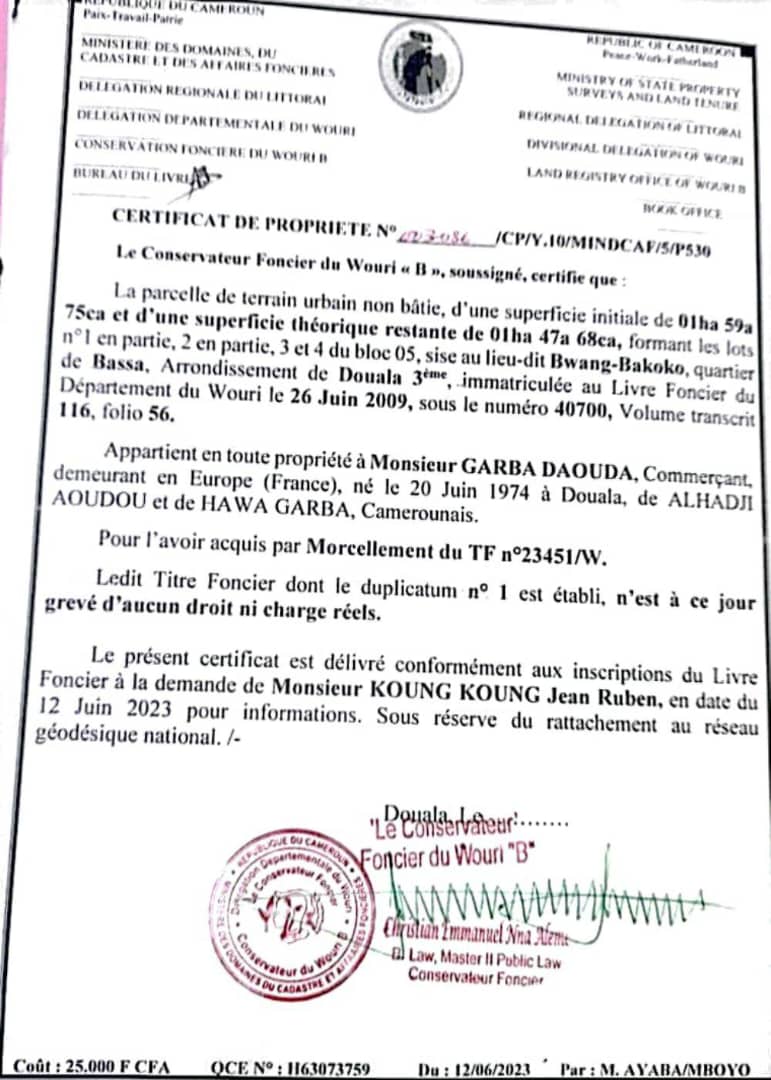 REPUBLIQUE DU CAMEROUN
Paix-Travail-Patrie
MINISTERE DES DOMAINES, DU
CADASTRE ET DES AFFAIRES FONCIERES
DELEGATION REGIONALE DU LITTORAL
DELEGATION DEPARTEMENTALE DU WOURI
CONSERVATION FONCIERE DU WOURI B
BUREAU DU LIVRE
REPUBLIC OF CAMEROON
Peace-Work-Fatherland
MINISTRY OF STATE PROPERTY
SURVEYS AND LAND TENURE
REGIONAL DELEGATION OF LITTORAL
DIVISIONAL DELEGATION OF WOURI
LAND REGISTRY OFFICE OF WOURI B
BOOK OFFICE
CERTIFICAT DE PROPRIETE N° /CP/Y.10/MINDCAF/5/P530
Le Conservateur Foncier du Wouri « B », soussigné, certifie que :
La parcelle de terrain urbain non bâtie, d'une superficie initiale de 01ha 59a
75ca et d'une superficie théorique restante de 01ha 47a 68ca, formant les lots
n°1 en partie, 2 en partie, 3 et 4 du bloc 05, sise au lieu-dit Bwang-Bakoko, quartier
de Bassa, Arrondissement de Douala 3ème, immatriculée au Livre Foncier du
Département du Wouri le 26 Juin 2009, sous le numéro 40700, Volume transcrit
116, folio 56.
Appartient en toute propriété à Monsieur GARBA DAOUDA, Commerçant,
demeurant en Europe (France), né le 20 Juin 1974 à Douala, de ALHADJI
AOUDOU et de HAWA GARBA, Camerounais.
Pour l'avoir acquis par Morcellement du TF n°23451/W.
Ledit Titre Foncier dont le duplicatum n° 1 est établi, n'est à ce jour
grevé d'aucun droit ni charge réels.
Le présent certificat est délivré conformément aux inscriptions du Livre
Foncier à la demande de Monsieur KOUNG KOUNG Jean Ruben, en date du
12 Juin 2023 pour informations. Sous réserve du rattachement au réseau
géodésique national. /-
Douala, Le ........
Le Conservateur
Foncier du Wouri "B"
Christian Emmanuel Nna
Law, Master II Public Law
Conservateur Foncier
REPUBLIQUE DU CAMEROUN
Délégation Départementale du Wouri
Le Conservateur Foncier
Conservateur du Wouri B
DES DOMAINES DU CADASTRE ET AFFAIRES FONCIERES
Coût : 25.000 F CFA QCE N° : H63073759 Du : 12/06/2023 Par : M. AYABA/MBOYO